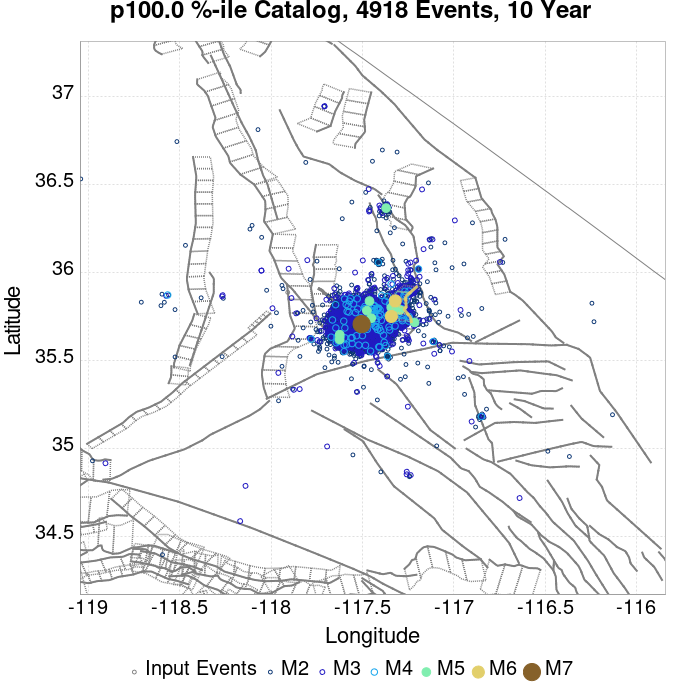 p100.0 %-ile Catalog, 4918 Events, 10 Year
37
36.5
36
35.5
35
34.5
Latitude
-119 -118.5 -118 -117.5 -117 -116.5 -116
Longitude
Input Events M2 M3 M4 M5 M6 M7